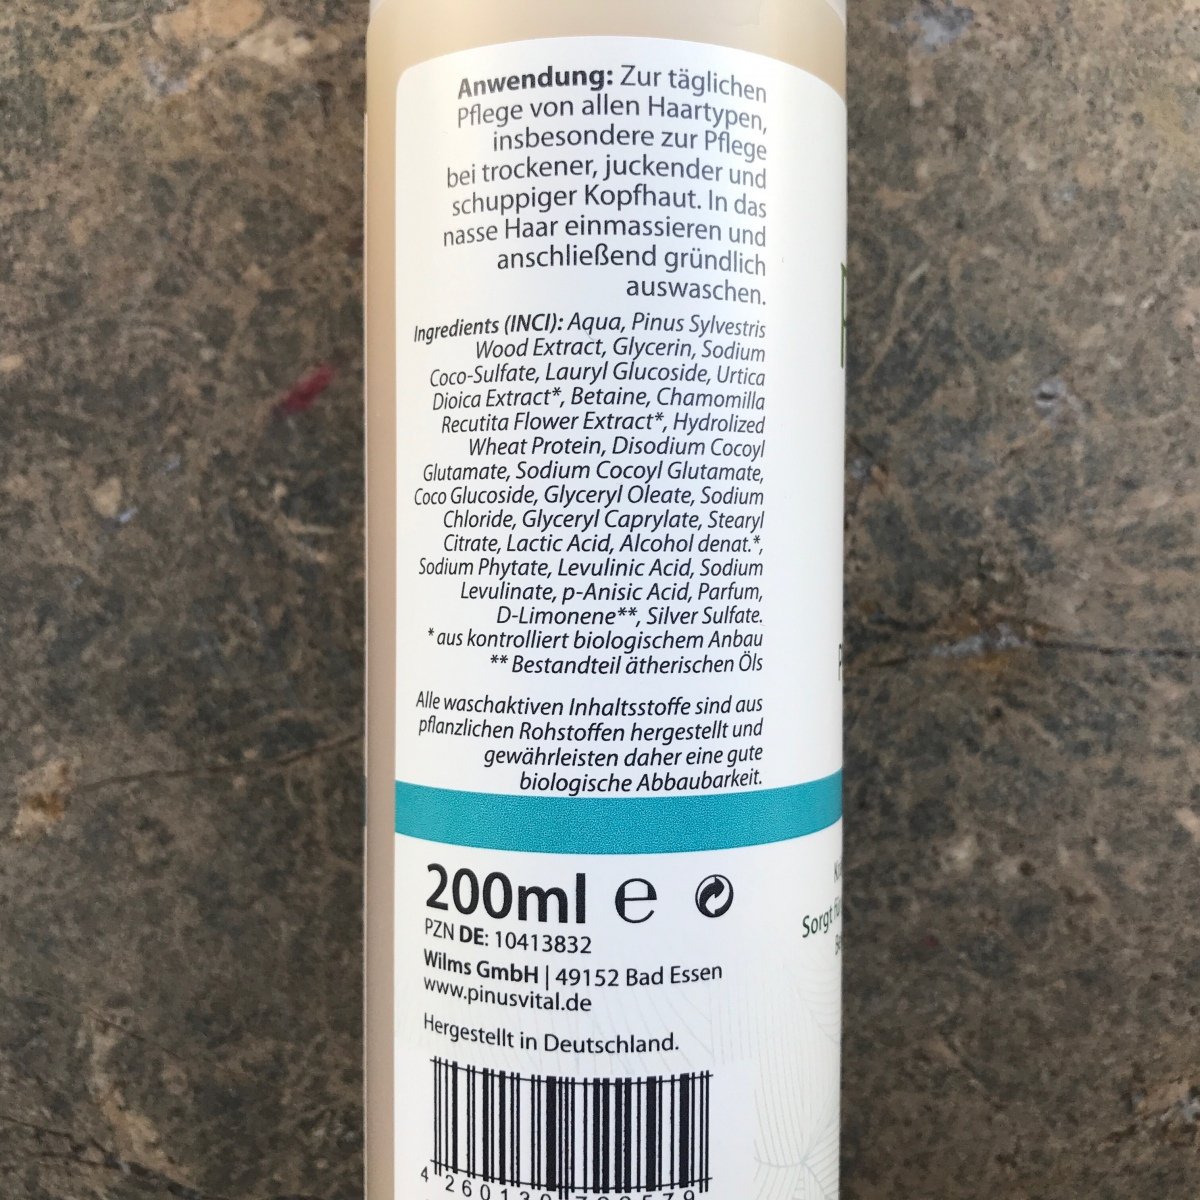 Anwendung: Zur täglichen
Pflege von allen Haartypen,
insbesondere zur Pflege
bei trockener, juckender und
schuppiger Kopfhaut. In das
nasse Haar einmassieren und
anschließend gründlich
auswaschen.
Ingredients (INCI): Aqua, Pinus Sylvestris
Wood Extract, Glycerin, Sodium
Coco-Sulfate, Lauryl Glucoside, Urtica
Dioica Extract*, Betaine, Chamomilla
Recutita Flower Extract*, Hydrolized
Wheat Protein, Disodium Cocoyl
Glutamate, Sodium Cocoyl Glutamate,
Coco Glucoside, Glyceryl Oleate, Sodium
Chloride, Glyceryl Caprylate, Stearyl
Citrate, Lactic Acid, Alcohol denat.*,
Sodium Phytate, Levulinic Acid, Sodium
Levulinate, p-Anisic Acid, Parfum,
D-Limonene**, Silver Sulfate.
* aus kontrolliert biologischem Anbau
** Bestandteil ätherischen Öls
Alle waschaktiven Inhaltsstoffe sind aus
pflanzlichen Rohstoffen hergestellt und
gewährleisten daher eine gute
biologische Abbaubarkeit.
200ml e
PZN DE: 10413832
Wilms GmbH | 49152 Bad Essen
www.pinusvital.de
Hergestellt in Deutschland.
Sorgt